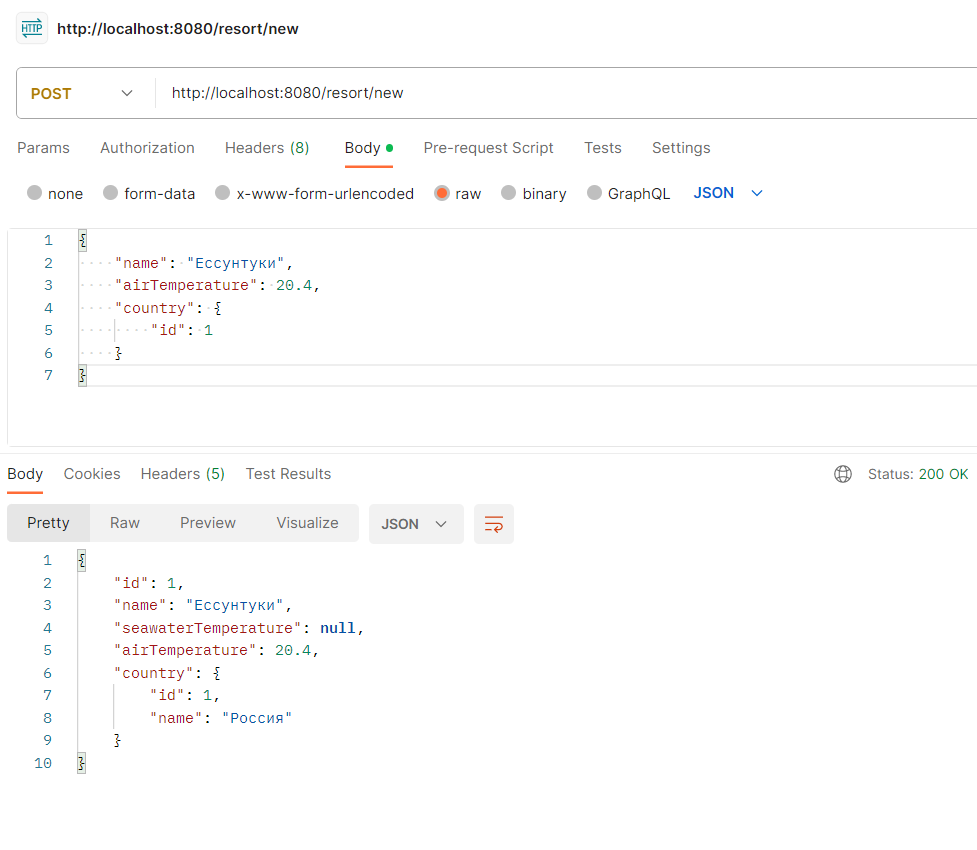 HTTP http://localhost:8080/resort/new
POST http://localhost:8080/resort/new
Params Authorization Headers (8) Body Pre-request Script Tests Settings
none form-data x-www-form-urlencoded raw binary GraphQL JSON
1 {
2 "name": "Ессунтуки",
3 "airTemperature": 20.4,
4 "country": {
5 "id": 1
6 }
7 }
Body Cookies Headers (5) Test Results Status: 200 OK
Pretty Raw Preview Visualize JSON
1 {
2 "id": 1,
3 "name": "Ессунтуки",
4 "seawaterTemperature": null,
5 "airTemperature": 20.4,
6 "country": {
7 "id": 1,
8 "name": "Россия"
9 }
10 }